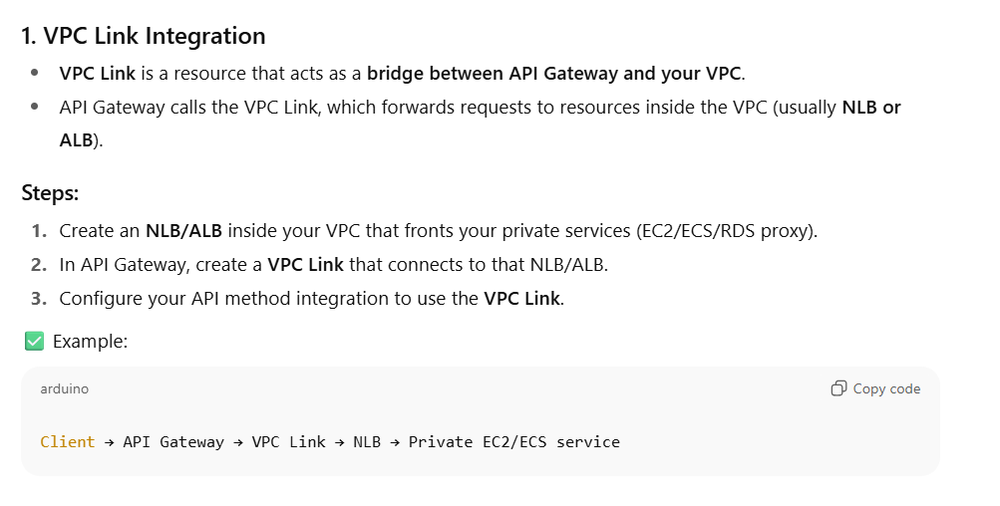 1. VPC Link Integration
• VPC Link is a resource that acts as a bridge between API Gateway and your VPC.
• API Gateway calls the VPC Link, which forwards requests to resources inside the VPC (usually NLB or
ALB).
Steps:
1. Create an NLB/ALB inside your VPC that fronts your private services (EC2/ECS/RDS proxy).
2. In API Gateway, create a VPC Link that connects to that NLB/ALB.
3. Configure your API method integration to use the VPC Link.
✅ Example:
arduino Copy code
Client → API Gateway → VPC Link → NLB → Private EC2/ECS service